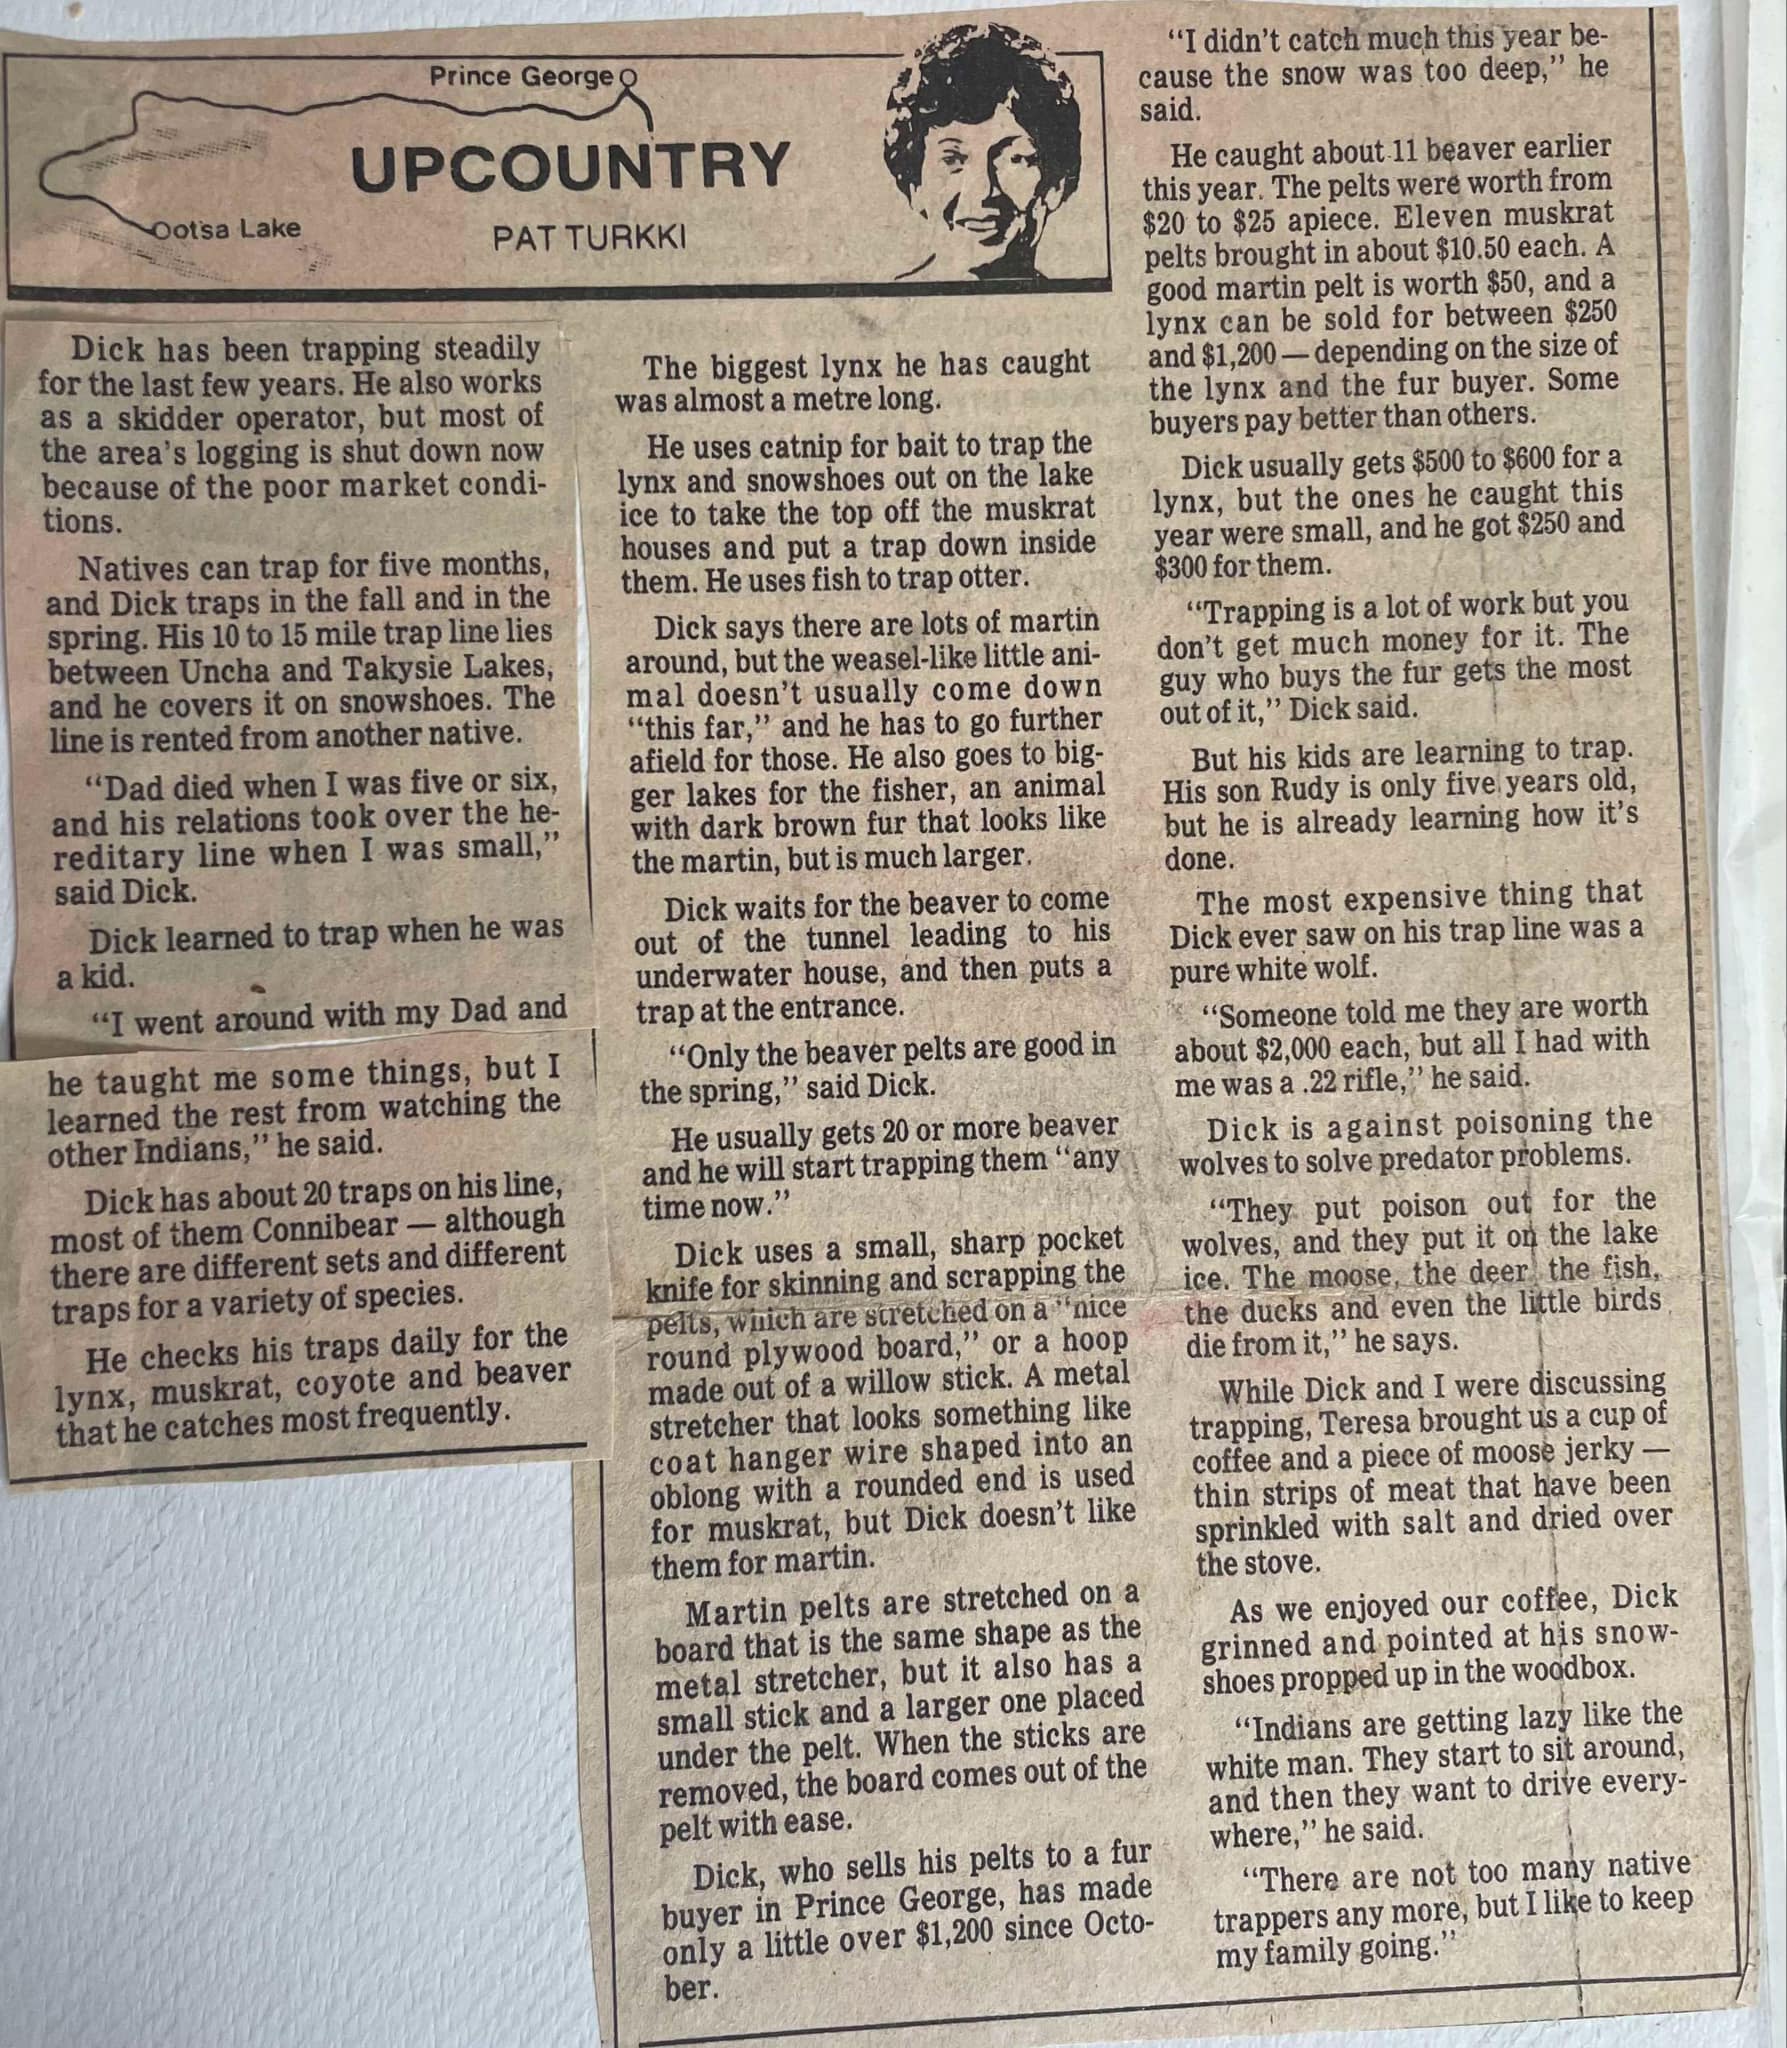 Prince George
UPCOUNTRY
Ootsa Lake
PAT TURKKI
Dick has been trapping steadily
for the last few years. He also works
as a skidder operator, but most of
the area's logging is shut down now
because of the poor market condi-
tions.
Natives can trap for five months,
and Dick traps in the fall and in the
spring. His 10 to 15 mile trap line lies
between Uncha and Takysie Lakes,
and he covers it on snowshoes. The
line is rented from another native.
"Dad died when I was five or six,
and his relations took over the he-
reditary line when I was small,"
said Dick.
Dick learned to trap when he was
a kid.
"I went around with my Dad and
he taught me some things, but I
learned the rest from watching the
other Indians," he said.
Dick has about 20 traps on his line,
most of them Connibear — although
there are different sets and different
traps for a variety of species.
He checks his traps daily for the
lynx, muskrat, coyote and beaver
that he catches most frequently.
The biggest lynx he has caught
was almost a metre long.
He uses catnip for bait to trap the
lynx and snowshoes out on the lake
ice to take the top off the muskrat
houses and put a trap down inside
them. He uses fish to trap otter.
Dick says there are lots of martin
around, but the weasel-like little ani-
mal doesn't usually come down
"this far," and he has to go further
afield for those. He also goes to big-
ger lakes for the fisher, an animal
with dark brown fur that looks like
the martin, but is much larger.
Dick waits for the beaver to come
out of the tunnel leading to his
underwater house, and then puts a
trap at the entrance.
"Only the beaver pelts are good in
the spring," said Dick.
He usually gets 20 or more beaver
and he will start trapping them "any
time now."
Dick uses a small, sharp pocket
knife for skinning and scrapping the
pelts, which are stretched on a "nice
round plywood board," or a hoop
made out of a willow stick. A metal
stretcher that looks something like
coat hanger wire shaped into an
oblong with a rounded end is used
for muskrat, but Dick doesn't like
them for martin.
Martin pelts are stretched on a
board that is the same shape as the
metal stretcher, but it also has a
small stick and a larger one placed
under the pelt. When the sticks are
removed, the board comes out of the
pelt with ease.
Dick, who sells his pelts to a fur
buyer in Prince George, has made
only a little over $1,200 since Octo-
ber.
"I didn't catch much this year be-
cause the snow was too deep," he
said.
He caught about 11 beaver earlier
this year. The pelts were worth from
$20 to $25 apiece. Eleven muskrat
pelts brought in about $10.50 each. A
good martin pelt is worth $50, and a
lynx can be sold for between $250
and $1,200 — depending on the size of
the lynx and the fur buyer. Some
buyers pay better than others.
Dick usually gets $500 to $600 for a
lynx, but the ones he caught this
year were small, and he got $250 and
$300 for them.
"Trapping is a lot of work but you
don't get much money for it. The
guy who buys the fur gets the most
out of it," Dick said.
But his kids are learning to trap.
His son Rudy is only five years old,
but he is already learning how it's
done.
The most expensive thing that
Dick ever saw on his trap line was a
pure white wolf.
"Someone told me they are worth
about $2,000 each, but all I had with
me was a .22 rifle," he said.
Dick is against poisoning the
wolves to solve predator problems.
"They put poison out for the
wolves, and they put it on the lake
ice. The moose, the deer, the fish,
the ducks and even the little birds
die from it," he says.
While Dick and I were discussing
trapping, Teresa brought us a cup of
coffee and a piece of moose jerky —
thin strips of meat that have been
sprinkled with salt and dried over
the stove.
As we enjoyed our coffee, Dick
grinned and pointed at his snow-
shoes propped up in the woodbox.
"Indians are getting lazy like the
white man. They start to sit around,
and then they want to drive every-
where," he said.
"There are not too many native
trappers any more, but I like to keep
my family going."